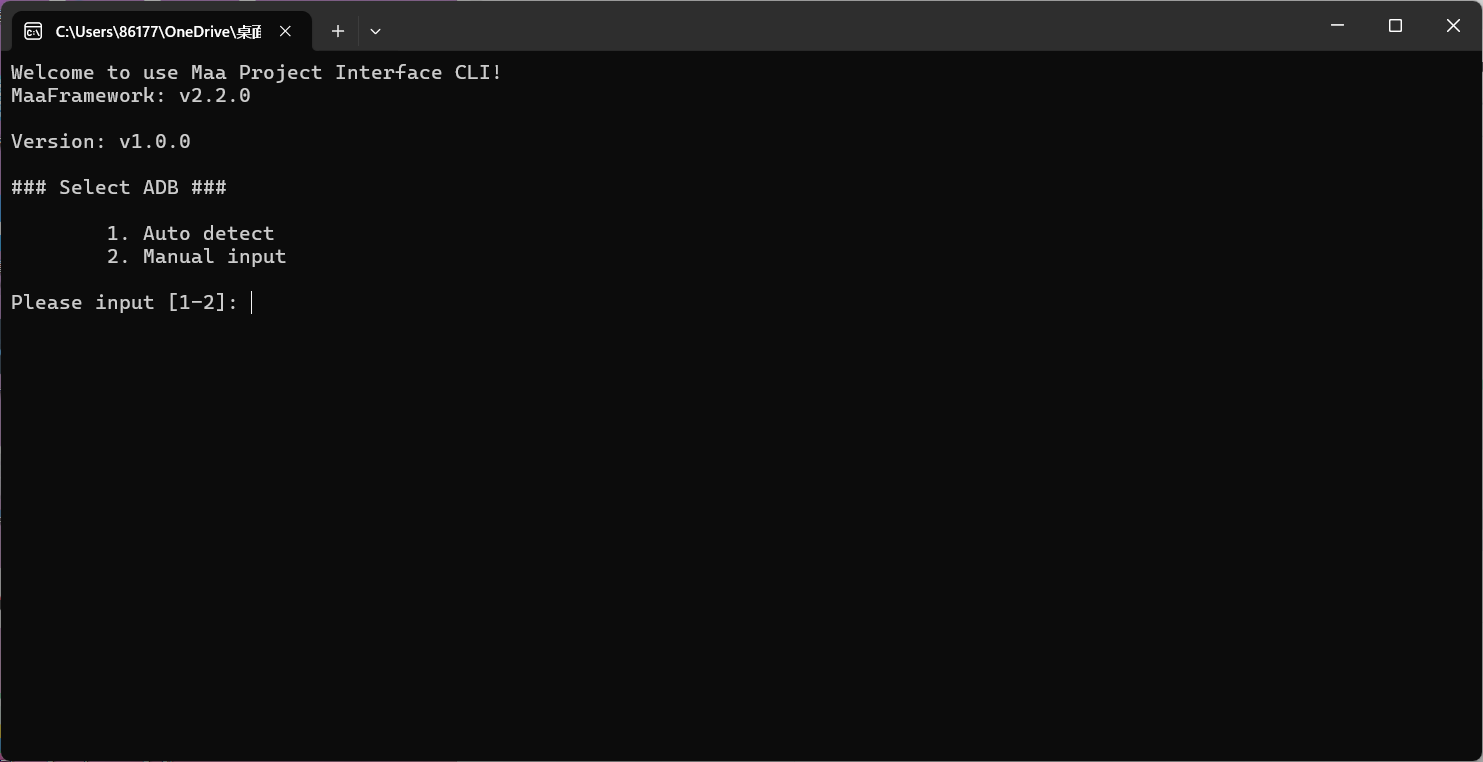 C:\Users\86177\OneDrive\桌面
Welcome to use Maa Project Interface CLI!
MaaFramework: v2.2.0
Version: v1.0.0
### Select ADB ###
1. Auto detect
2. Manual input
Please input [1-2]: